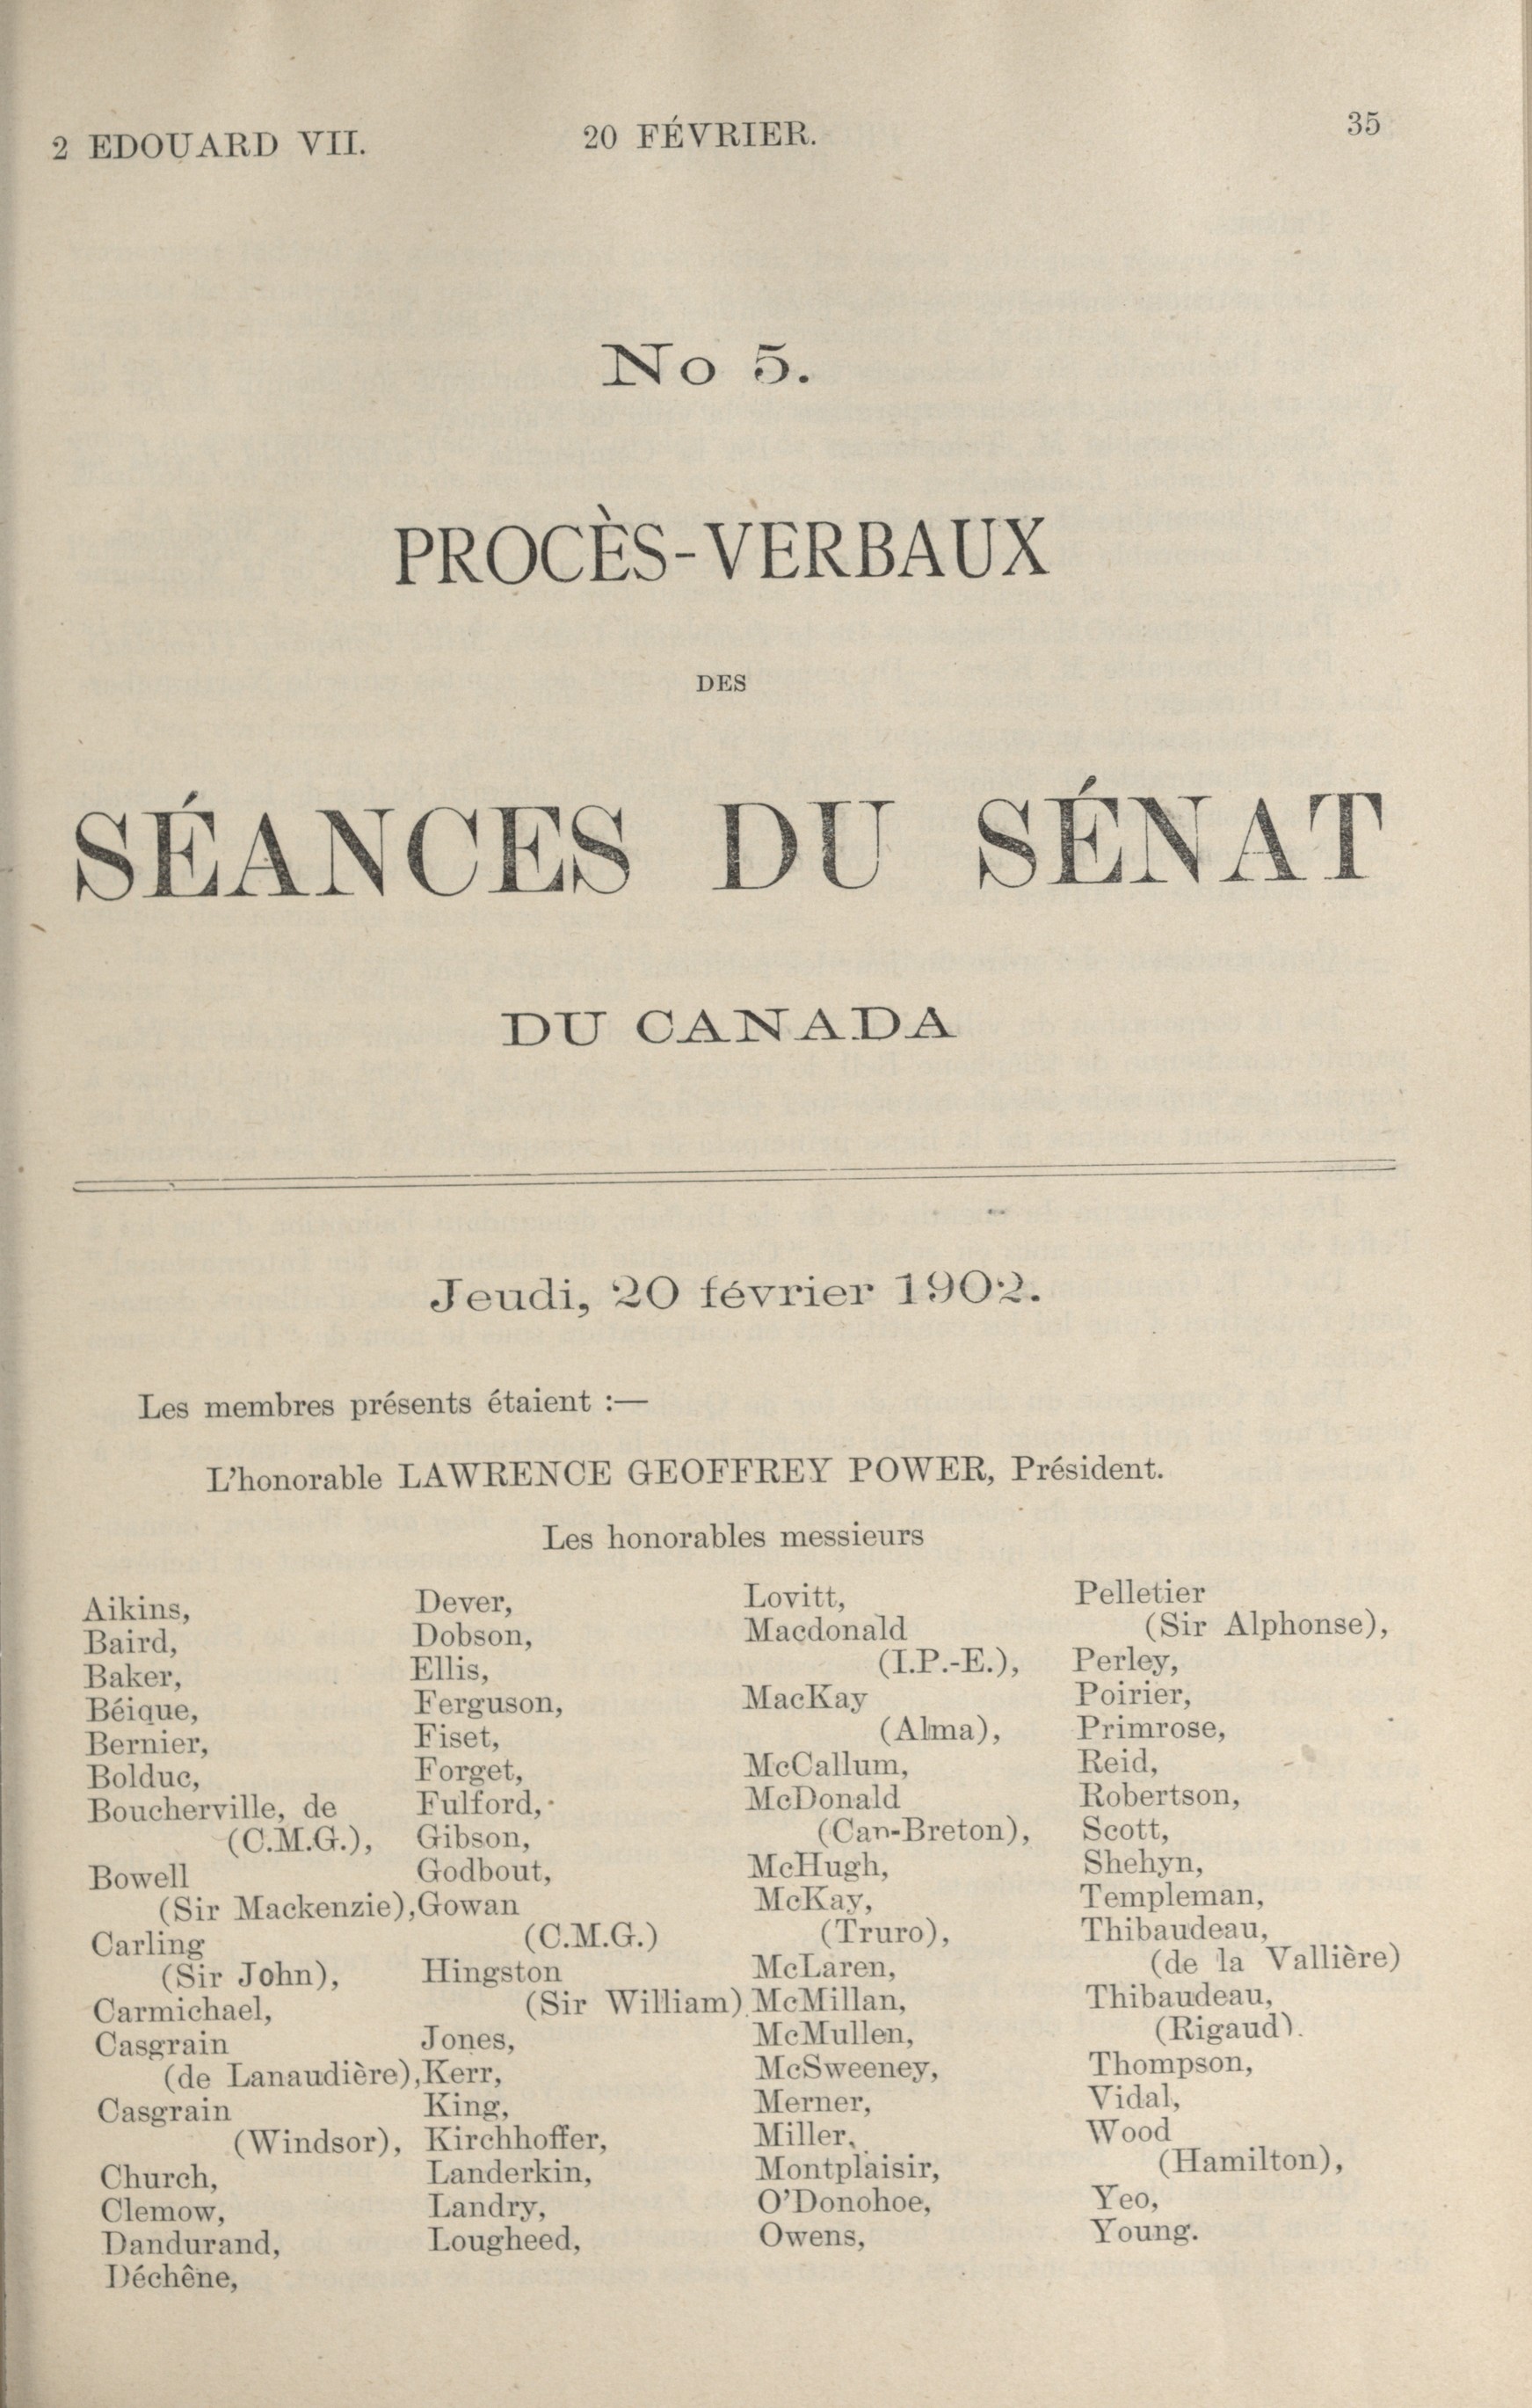 2 EDOUARD VII.
20 FÉVRIER.
35
No 5.
PROCÈS-VERBAUX
DES
SÉANCES DU SÉNAT
DU CANADA
Jeudi, 20 février 1902.
Les membres présents étaient :—
L'honorable LAWRENCE GEOFFREY POWER, Président.
Les honorables messieurs
Aikins,
Baird,
Baker,
Béique,
Bernier,
Bolduc,
Boucherville, de
(C.M.G.),
Bowell
(Sir Mackenzie),
Carling
(Sir John),
Carmichael,
Casgrain
(de Lanaudière),
Casgrain
(Windsor),
Church,
Clemow,
Dandurand,
Déchêne,
Dever,
Dobson,
Ellis,
Ferguson,
Fiset,
Forget,
Fulford,
Gibson,
Godbout,
Gowan
(C.M.G.)
Hingston
(Sir William)
Jones,
Kerr,
King,
Kirchhoffer,
Landerkin,
Landry,
Lougheed,
Lovitt,
Macdonald
(I.P.-E.),
MacKay
(Alma),
McCallum,
McDonald
(Cap-Breton),
McHugh,
McKay,
(Truro),
McLaren,
McMillan,
McMullen,
McSweeney,
Merner,
Miller,
Montplaisir,
O'Donohoe,
Owens,
Pelletier
(Sir Alphonse),
Perley,
Poirier,
Primrose,
Reid,
Robertson,
Scott,
Shehyn,
Templeman,
Thibaudeau,
(de la Vallière)
Thibaudeau,
(Rigaud).
Thompson,
Vidal,
Wood
(Hamilton),
Yeo,
Young.